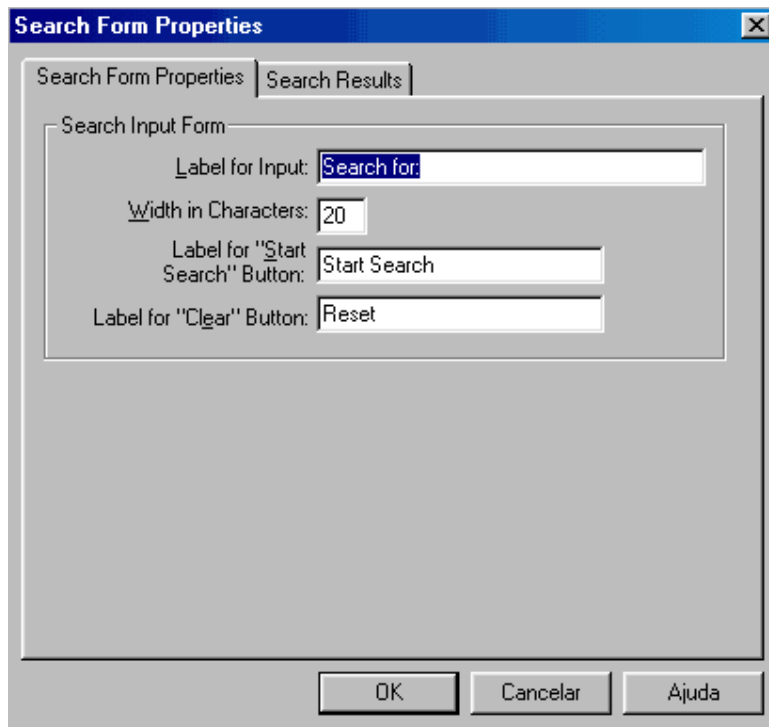 Search Form Properties
Search Form Properties Search Results
Search Input Form
Label for Input: Search for:
Width in Characters: 20
Label for "Start
Search" Button: Start Search
Label for "Clear" Button: Reset
OK Cancelar Ajuda